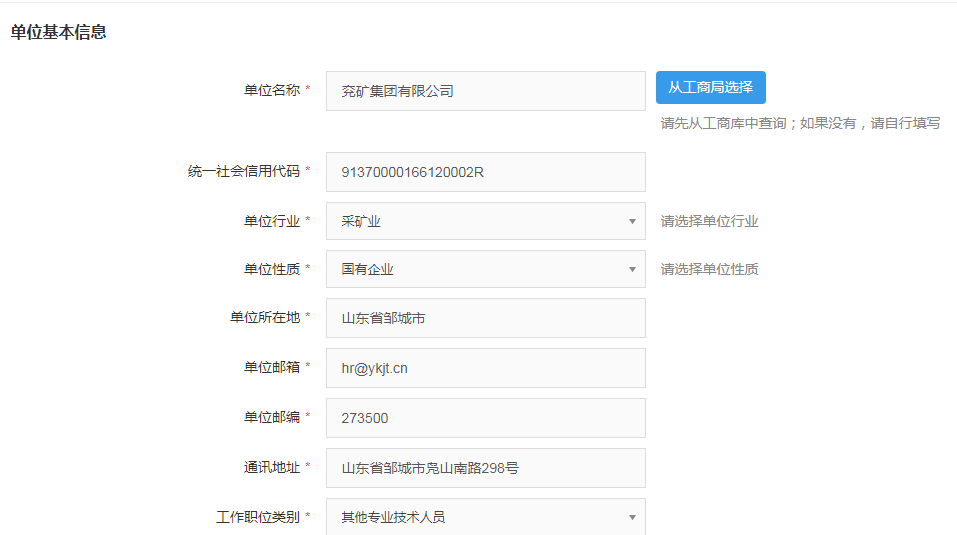 单位基本信息
单位名称 * 兖矿集团有限公司 从工商局选择
请先从工商库中查询；如果没有，请自行填写
统一社会信用代码 * 91370000166120002R
单位行业 * 采矿业 请选择单位行业
单位性质 * 国有企业 请选择单位性质
单位所在地 * 山东省邹城市
单位邮箱 * hr@ykjt.cn
单位邮编 * 273500
通讯地址 * 山东省邹城市凫山南路298号
工作职位类别 * 其他专业技术人员